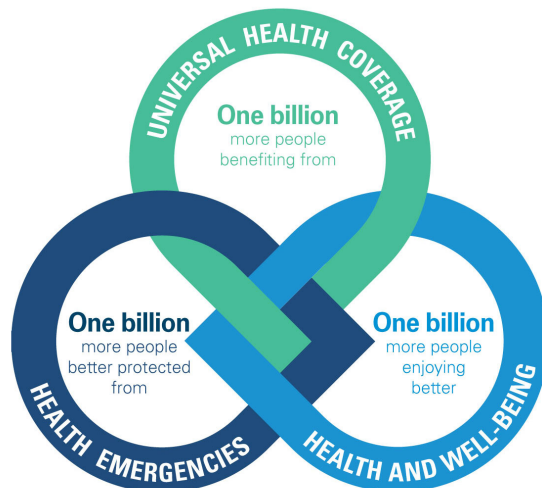 UNIVERSAL HEALTH COVERAGE
One billion
more people
benefiting from
One billion
more people
better protected
from
HEALTH EMERGENCIES
One billion
more people
enjoying
better
HEALTH AND WELL-BEING